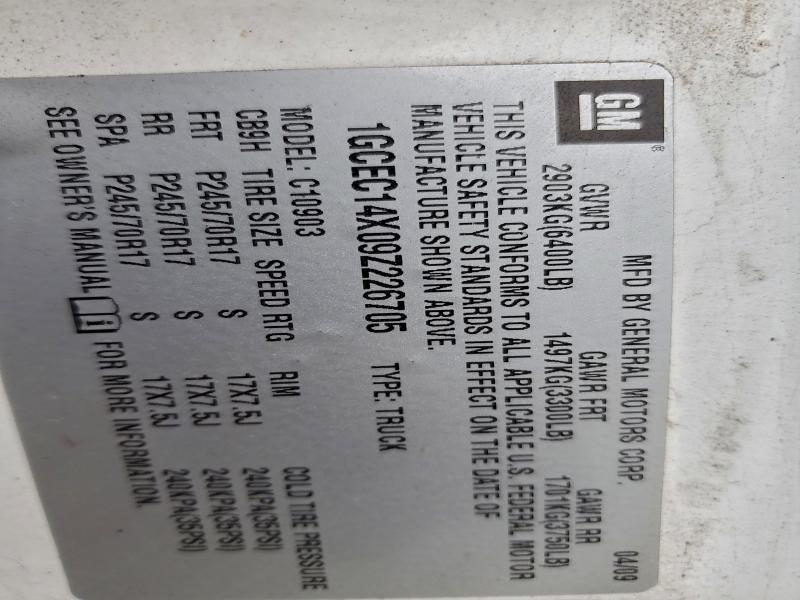 GM ®
MFD BY GENERAL MOTORS CORP. 04/09
GVWR GAWR FRT GAWR RR
2903KG(6400LB) 1497KG(3300LB) 1701KG(3750LB)
THIS VEHICLE CONFORMS TO ALL APPLICABLE U.S. FEDERAL MOTOR
VEHICLE SAFETY STANDARDS IN EFFECT ON THE DATE OF
MANUFACTURE SHOWN ABOVE.
1GCEC14X09Z226705 TYPE: TRUCK
MODEL: C10903
CB9H TIRE SIZE SPEED RTG RIM COLD TIRE PRESSURE
FRT P245/70R17 S 17X7.5J 240KPA(35PSI)
RR P245/70R17 S 17X7.5J 240KPA(35PSI)
SPA P245/70R17 S 17X7.5J 240KPA(35PSI)
SEE OWNER'S MANUAL FOR MORE INFORMATION.